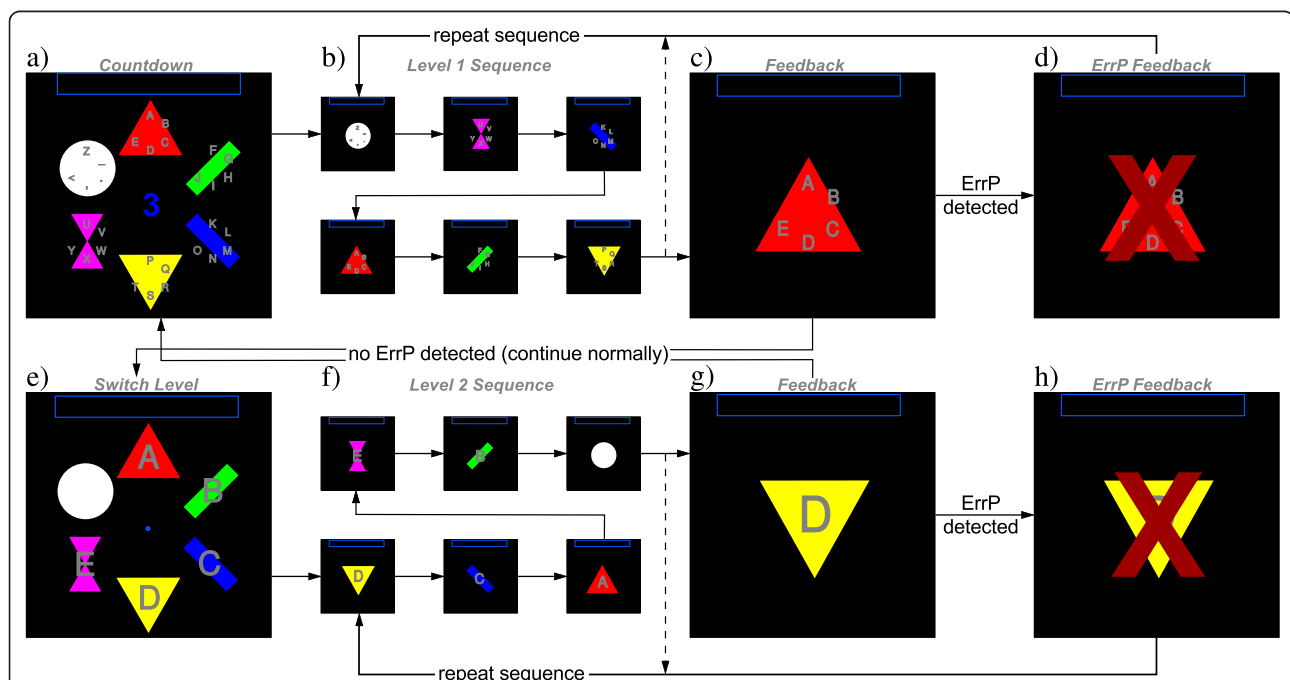 repeat sequence
a) Countdown
b) Level 1 Sequence
c) Feedback
d) ErrP Feedback
A
B
C
D
E
F
G
H
I
K
L
M
N
O
P
Q
R
S
T
U
V
W
X
Y
Z
_
,
.
<
3
Z
_
,
.
<
V
W
Y
K
L
M
N
O
A
B
C
D
E
F
H
I
P
Q
R
S
T
A
B
C
D
E
ErrP
detected
A
B
C
D
no ErrP detected (continue normally)
e) Switch Level
f) Level 2 Sequence
g) Feedback
h) ErrP Feedback
A
B
C
D
E
E
B
D
C
A
D
ErrP
detected
repeat sequence